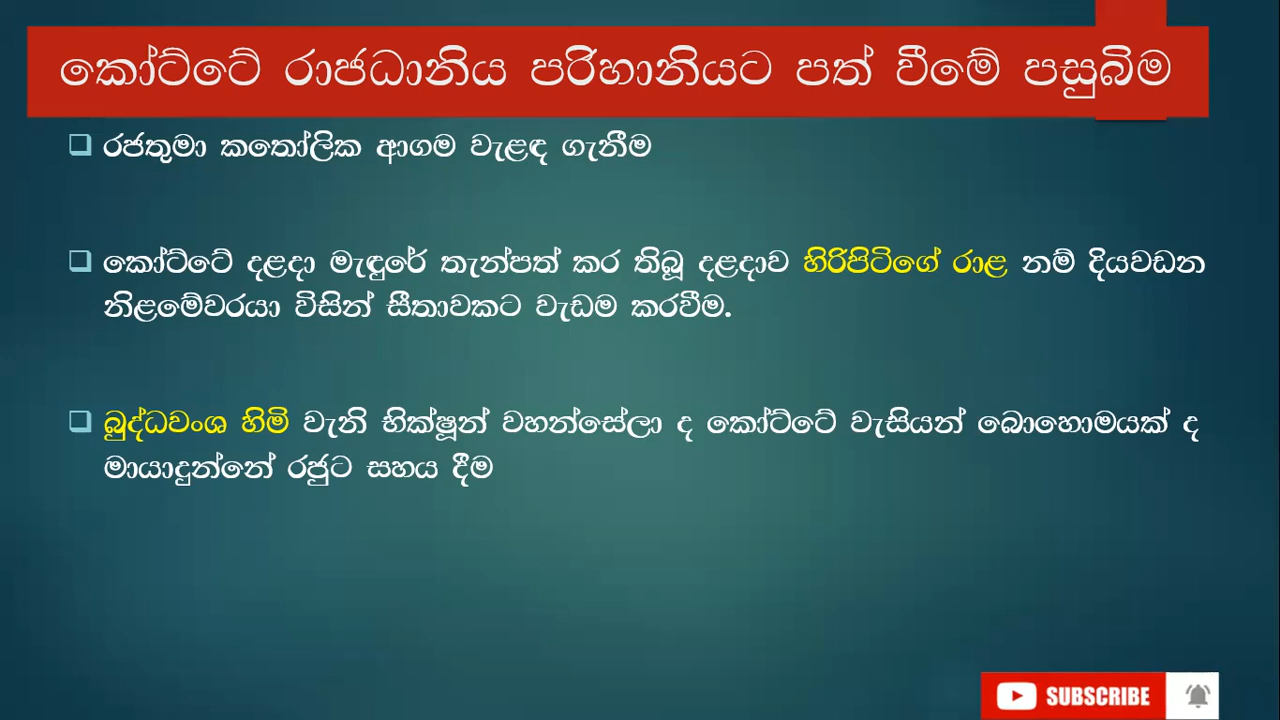 කෝට්ටේ රාජධානිය පරිහානියට පත් වීමේ පසුබිම
රජතුමා කතෝලික ආගම වැළඳ ගැනීම
කෝට්ටේ දළදා මැඳුරේ තැන්පත් කර තිබූ දළදාව හිරිපිටිගේ රාළ නම් දියවඩන
නිළමේවරයා විසින් සීතාවකට වැඩම කරවීම.
බුද්ධවංශ හිමි වැනි භික්ෂූන් වහන්සේලා ද කෝට්ටේ වැසියන් බොහොමයක් ද
මායාදුන්නේ රජුට සහය දීම
SUBSCRIBE